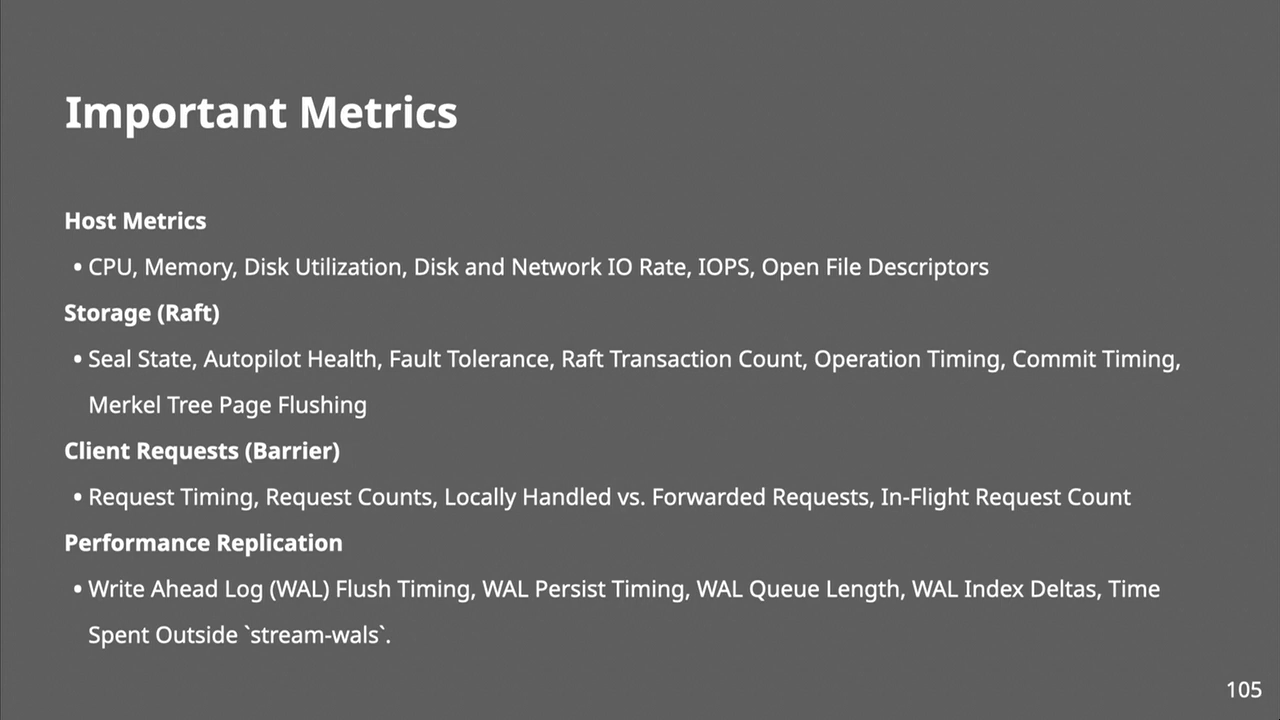 Important Metrics
Host Metrics
• CPU, Memory, Disk Utilization, Disk and Network IO Rate, IOPS, Open File Descriptors
Storage (Raft)
• Seal State, Autopilot Health, Fault Tolerance, Raft Transaction Count, Operation Timing, Commit Timing,
Merkel Tree Page Flushing
Client Requests (Barrier)
• Request Timing, Request Counts, Locally Handled vs. Forwarded Requests, In-Flight Request Count
Performance Replication
• Write Ahead Log (WAL) Flush Timing, WAL Persist Timing, WAL Queue Length, WAL Index Deltas, Time
Spent Outside `stream-wals`.
105